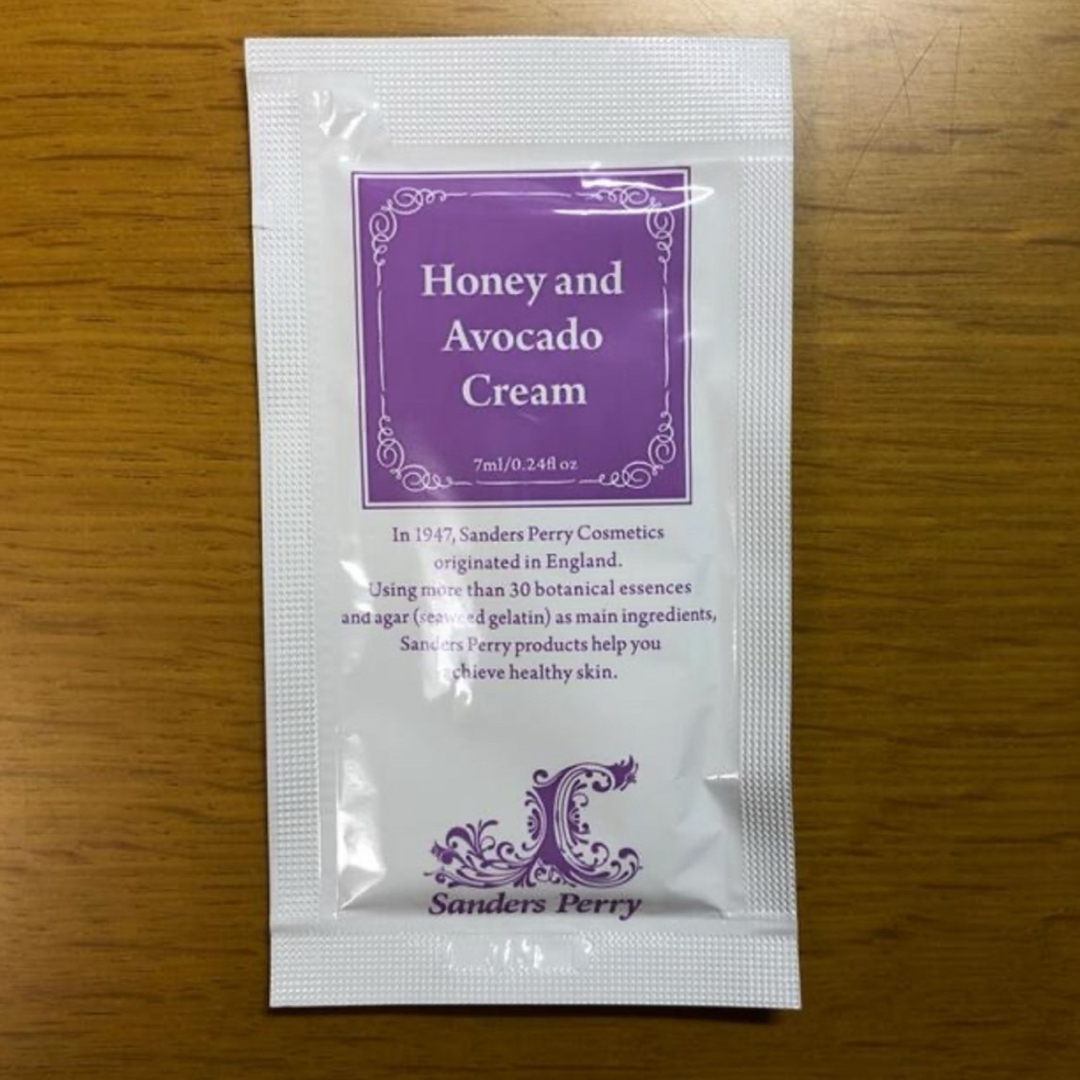 Honey and
Avocado
Cream
7ml/0.24fl oz
In 1947, Sanders Perry Cosmetics
originated in England.
Using more than 30 botanical essences
and agar (seaweed gelatin) as main ingredients,
Sanders Perry products help you
achieve healthy skin.
Sanders Perry